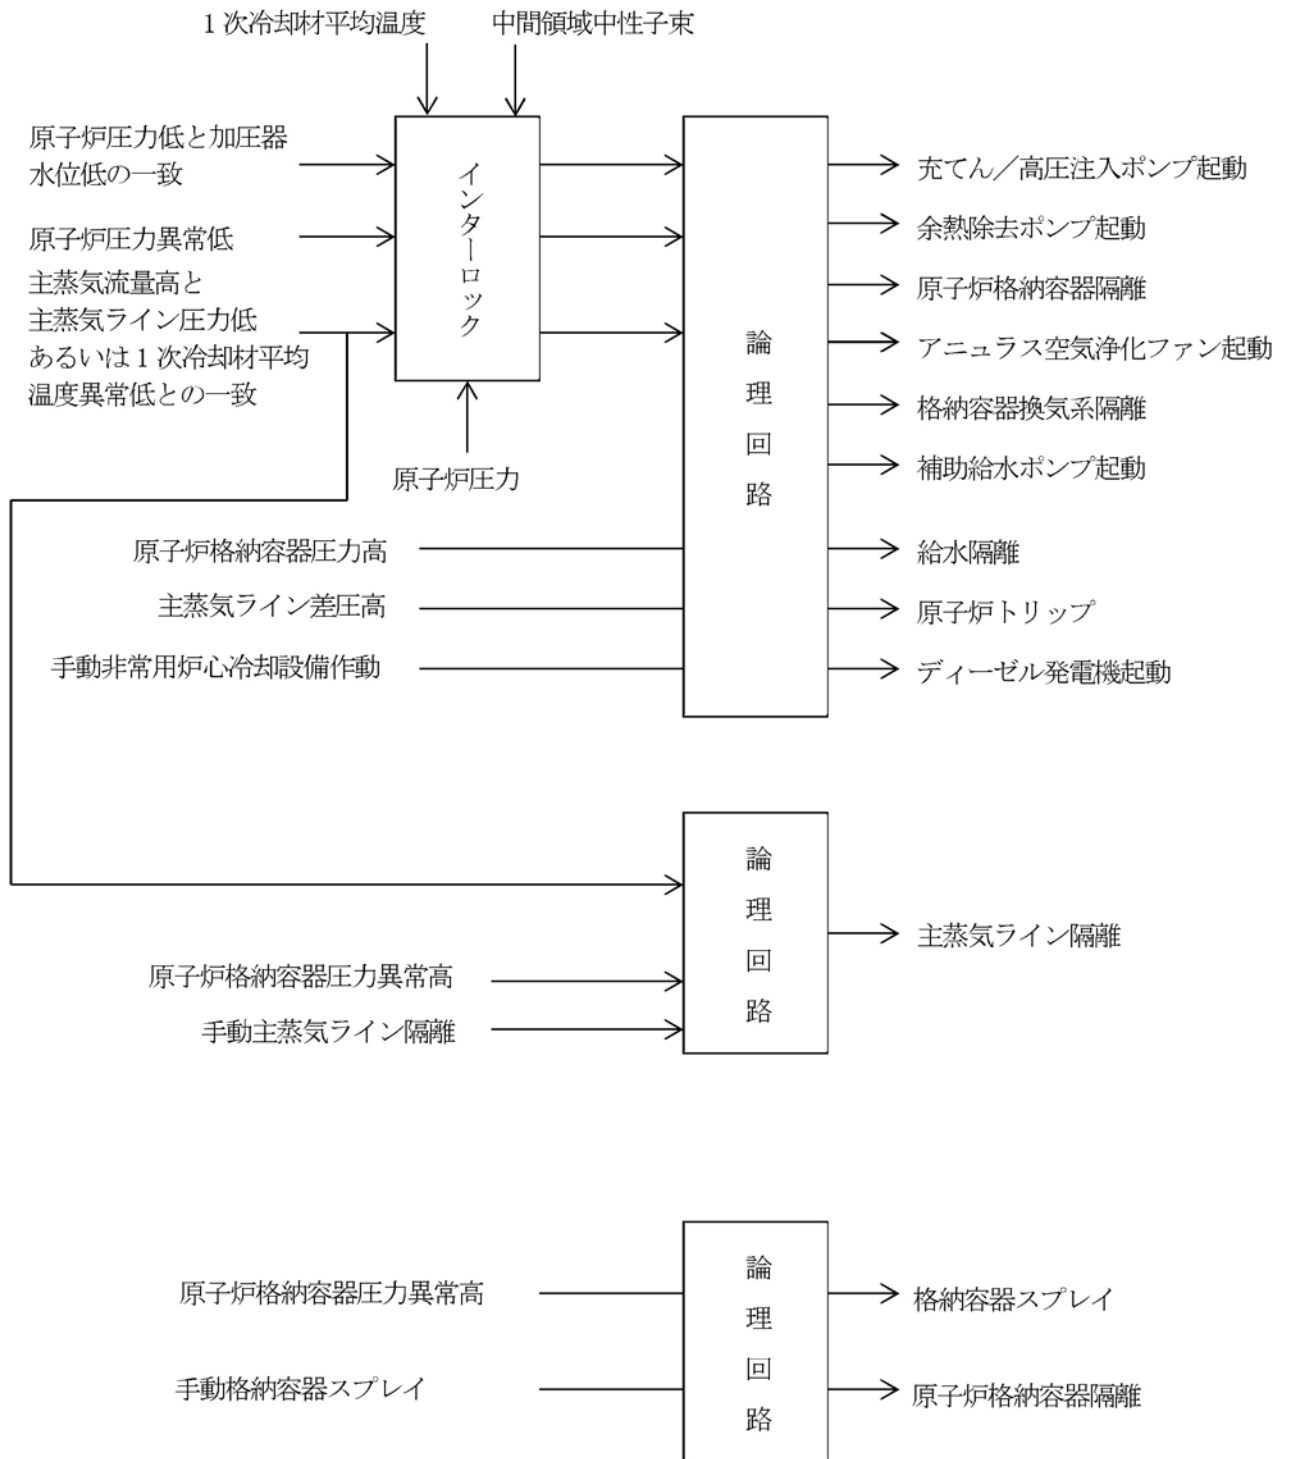 1次冷却材平均温度
中間領域中性子束
原子炉圧力低と加圧器
水位低の一致
原子炉圧力異常低
主蒸気流量高と
主蒸気ライン圧力低
あるいは1次冷却材平均
温度異常低との一致
インターロック
原子炉圧力
原子炉格納容器圧力高
主蒸気ライン差圧高
手動非常用炉心冷却設備作動
論理回路
充てん／高圧注入ポンプ起動
余熱除去ポンプ起動
原子炉格納容器隔離
アニュラス空気浄化ファン起動
格納容器換気系隔離
補助給水ポンプ起動
給水隔離
原子炉トリップ
ディーゼル発電機起動
原子炉格納容器圧力異常高
手動主蒸気ライン隔離
論理回路
主蒸気ライン隔離
原子炉格納容器圧力異常高
手動格納容器スプレイ
論理回路
格納容器スプレイ
原子炉格納容器隔離